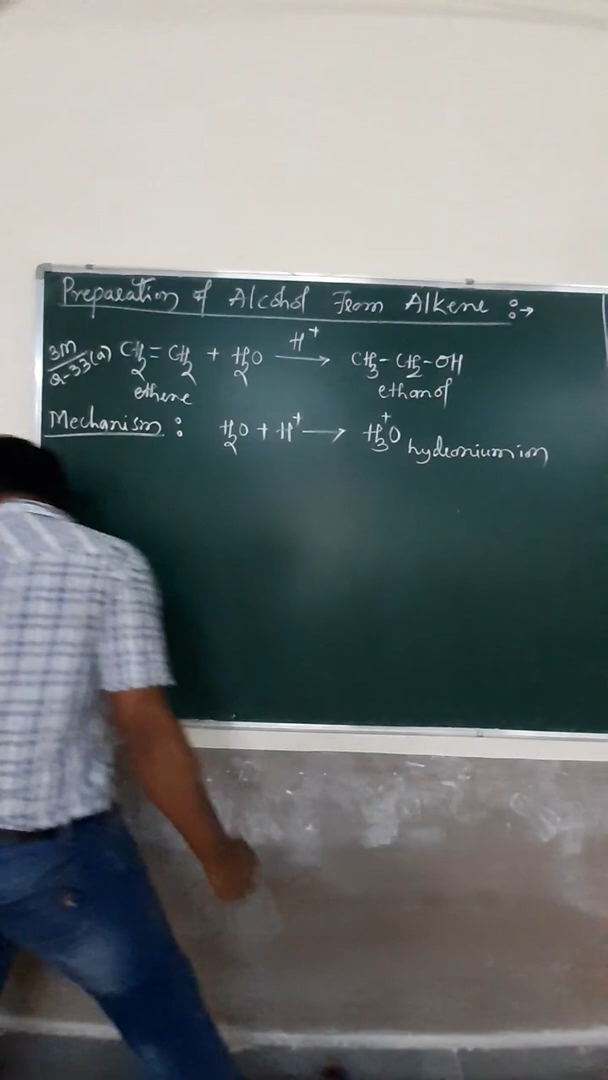 Preparation of Alcohol From Alkene :→
3M/Q-33(a) CH₂=CH₂ + H₂O —H⁺→ CH₃-CH₂-OH
ethene ethanol
Mechanism : H₂O + H⁺ → H₃O⁺ hydronium ion